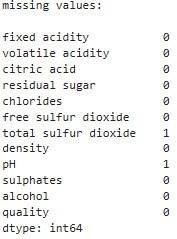 missing values:
fixed acidity 0
volatile acidity 0
citric acid 0
residual sugar 0
chlorides 0
free sulfur dioxide 0
total sulfur dioxide 1
density 0
pH 1
sulphates 0
alcohol 0
quality 0
dtype: int64